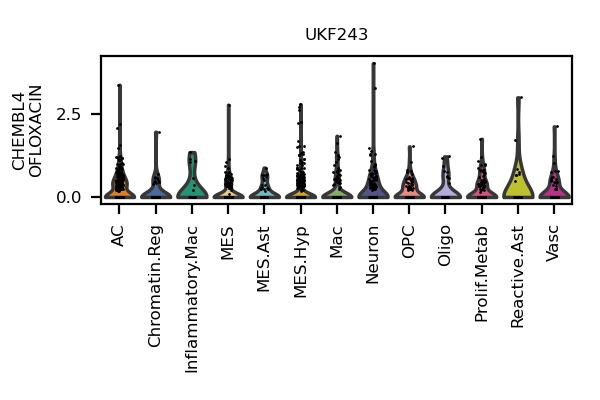 UKF243
CHEMBL4
OFLOXACIN
2.5
0.0
AC
Chromatin.Reg
Inflammatory.Mac
MES
MES.Ast
MES.Hyp
Mac
Neuron
OPC
Oligo
Prolif.Metab
Reactive.Ast
Vasc